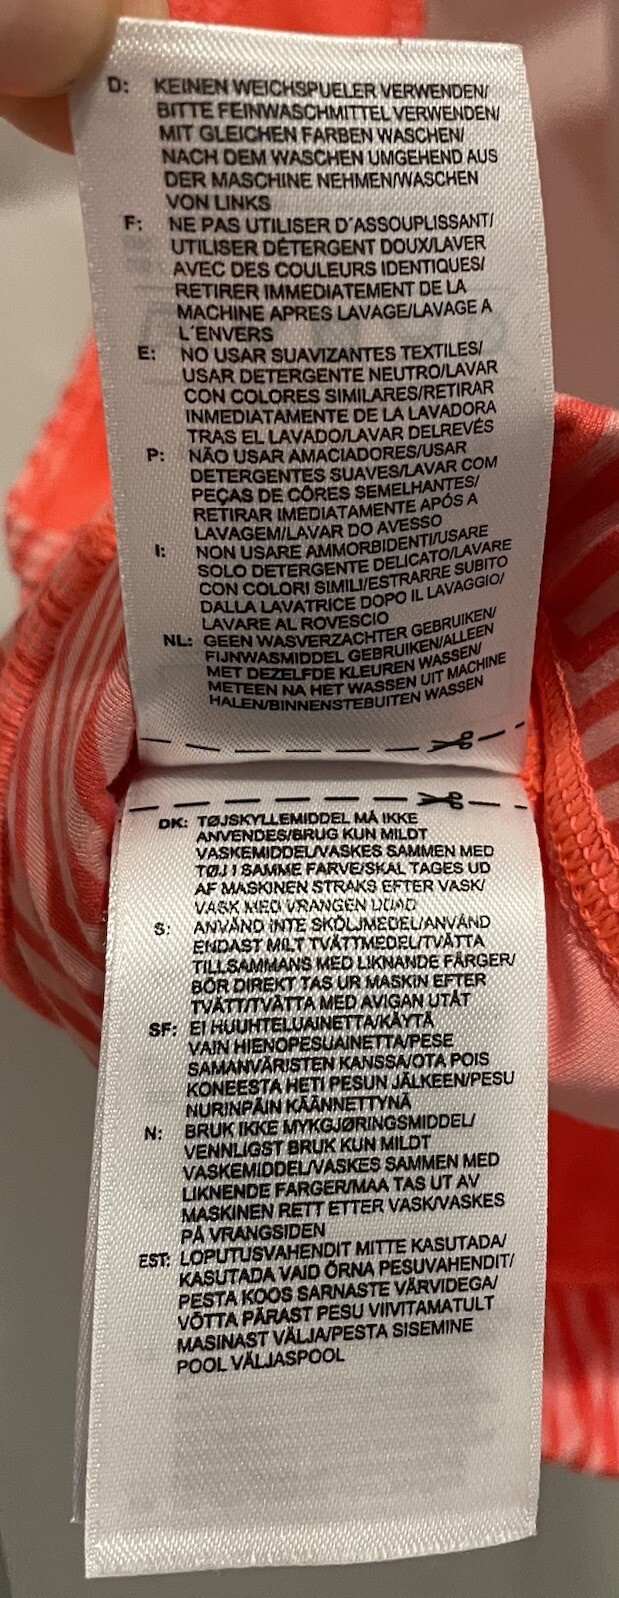 D: KEINEN WEICHSPUELER VERWENDEN/
BITTE FEINWASCHMITTEL VERWENDEN/
MIT GLEICHEN FARBEN WASCHEN/
NACH DEM WASCHEN UMGEHEND AUS
DER MASCHINE NEHMEN/WASCHEN
VON LINKS
F: NE PAS UTILISER D´ASSOUPLISSANT/
UTILISER DÉTERGENT DOUX/LAVER
AVEC DES COULEURS IDENTIQUES/
RETIRER IMMEDIATEMENT DE LA
MACHINE APRES LAVAGE/LAVAGE A
L´ENVERS
E: NO USAR SUAVIZANTES TEXTILES/
USAR DETERGENTE NEUTRO/LAVAR
CON COLORES SIMILARES/RETIRAR
INMEDIATAMENTE DE LA LAVADORA
TRAS EL LAVADO/LAVAR DELREVÉS
P: NÃO USAR AMACIADORES/USAR
DETERGENTES SUAVES/LAVAR COM
PEÇAS DE CÔRES SEMELHANTES/
RETIRAR IMEDIATAMENTE APÓS A
LAVAGEM/LAVAR DO AVESSO
I: NON USARE AMMORBIDENTI/USARE
SOLO DETERGENTE DELICATO/LAVARE
CON COLORI SIMILI/ESTRARRE SUBITO
DALLA LAVATRICE DOPO IL LAVAGGIO/
LAVARE AL ROVESCIO
NL: GEEN WASVERZACHTER GEBRUIKEN/
FIJNWASMIDDEL GEBRUIKEN/ALLEEN
MET DEZELFDE KLEUREN WASSEN/
METEEN NA HET WASSEN UIT MACHINE
HALEN/BINNENSTEBUITEN WASSEN
DK: TØJSKYLLEMIDDEL MÅ IKKE
ANVENDES/BRUG KUN MILDT
VASKEMIDDEL/VASKES SAMMEN MED
TØJ I SAMME FARVE/SKAL TAGES UD
AF MASKINEN STRAKS EFTER VASK/
VASK MED VRANGEN UDAD
S: ANVÄND INTE SKÖLJMEDEL/ANVÄND
ENDAST MILT TVÄTTMEDEL/TVÄTTA
TILLSAMMANS MED LIKNANDE FÄRGER/
BÖR DIREKT TAS UR MASKIN EFTER
TVÄTT/TVÄTTA MED AVIGAN UTÅT
SF: EI HUUHTELUAINETTA/KÄYTÄ
VAIN HIENOPESUAINETTA/PESE
SAMANVÄRISTEN KANSSA/OTA POIS
KONEESTA HETI PESUN JÄLKEEN/PESU
NURINPÄIN KÄÄNNETTYNÄ
N: BRUK IKKE MYKGJØRINGSMIDDEL/
VENNLIGST BRUK KUN MILDT
VASKEMIDDEL/VASKES SAMMEN MED
LIKNENDE FARGER/MAA TAS UT AV
MASKINEN RETT ETTER VASK/VASKES
PÅ VRANGSIDEN
EST: LOPUTUSVAHENDIT MITTE KASUTADA/
KASUTADA VAID ÕRNA PESUVAHENDIT/
PESTA KOOS SARNASTE VÄRVIDEGA/
VÕTTA PÄRAST PESU VIIVITAMATULT
MASINAST VÄLJA/PESTA SISEMINE
POOL VÄLJASPOOL